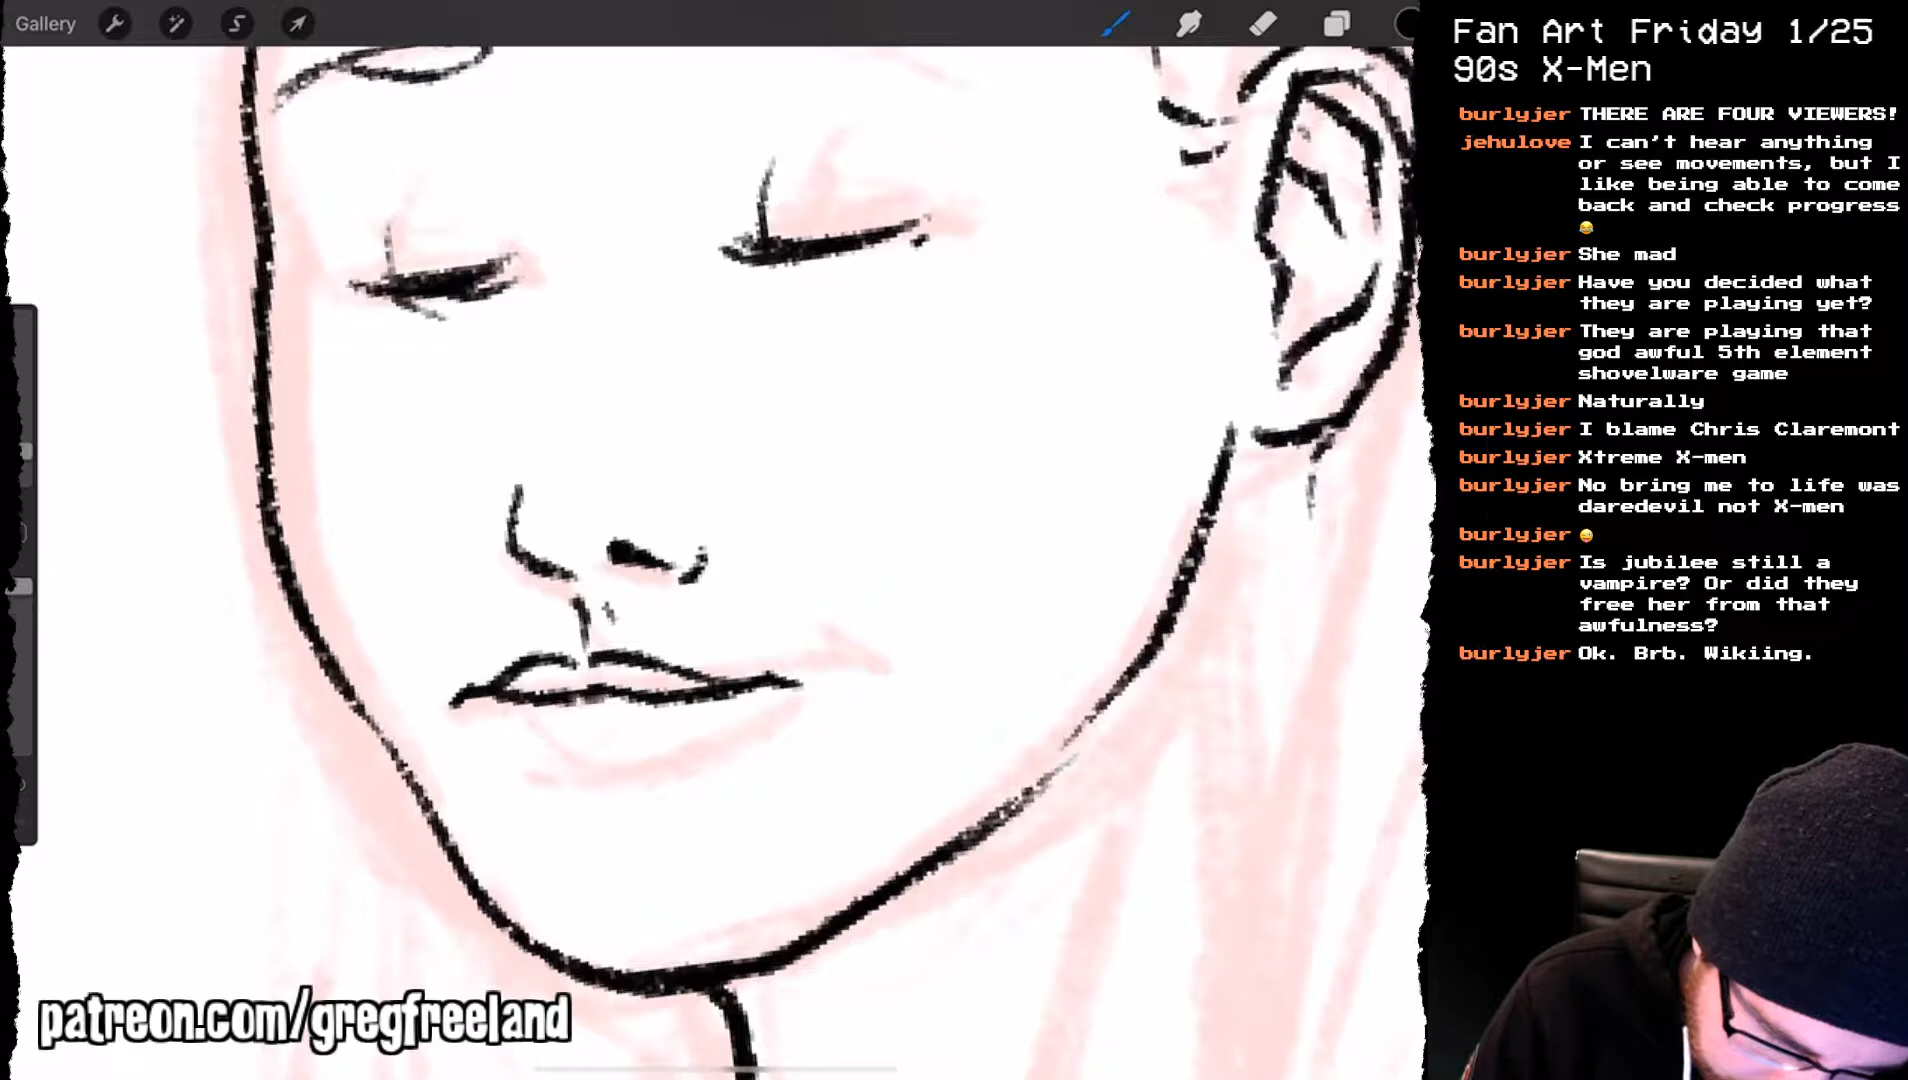 Gallery
Fan Art Friday 1/25
90s X-Men
burlyjer THERE ARE FOUR VIEWERS!
jehulove I can't hear anything
or see movements, but I
like being able to come
back and check progress
😂
burlyjer She mad
burlyjer Have you decided what
they are playing yet?
burlyjer They are playing that
god awful 5th element
shovelware game
burlyjer Naturally
burlyjer I blame Chris Claremont
burlyjer Xtreme X-men
burlyjer No bring me to life was
daredevil not X-men
burlyjer 😜
burlyjer Is jubilee still a
vampire? Or did they
free her from that
awfulness?
burlyjer Ok. Brb. Wikiing.
patreon.com/gregfreeland